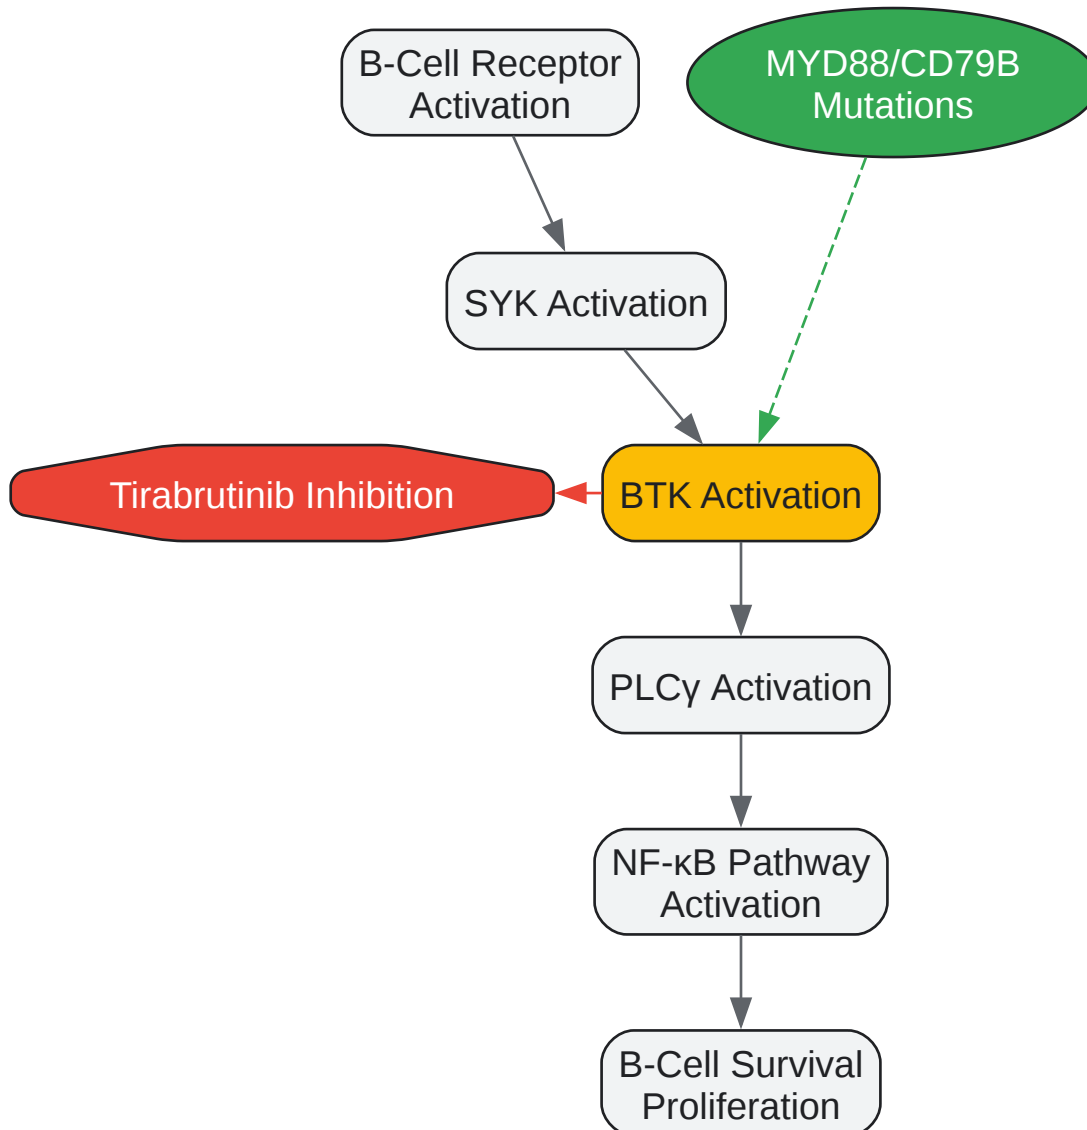 B-Cell Receptor
Activation
MYD88/CD79B
Mutations
SYK Activation
Tirabrutinib Inhibition
BTK Activation
PLCγ Activation
NF-κB Pathway
Activation
B-Cell Survival
Proliferation